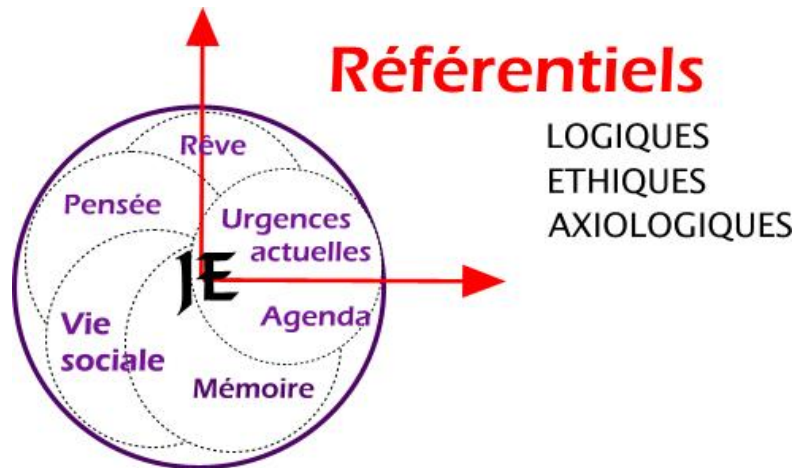 Référentiels
LOGIQUES
ETHIQUES
AXIOLOGIQUES
Rêve
Pensée
Urgences
actuelles
JE
Agenda
Vie
sociale
Mémoire